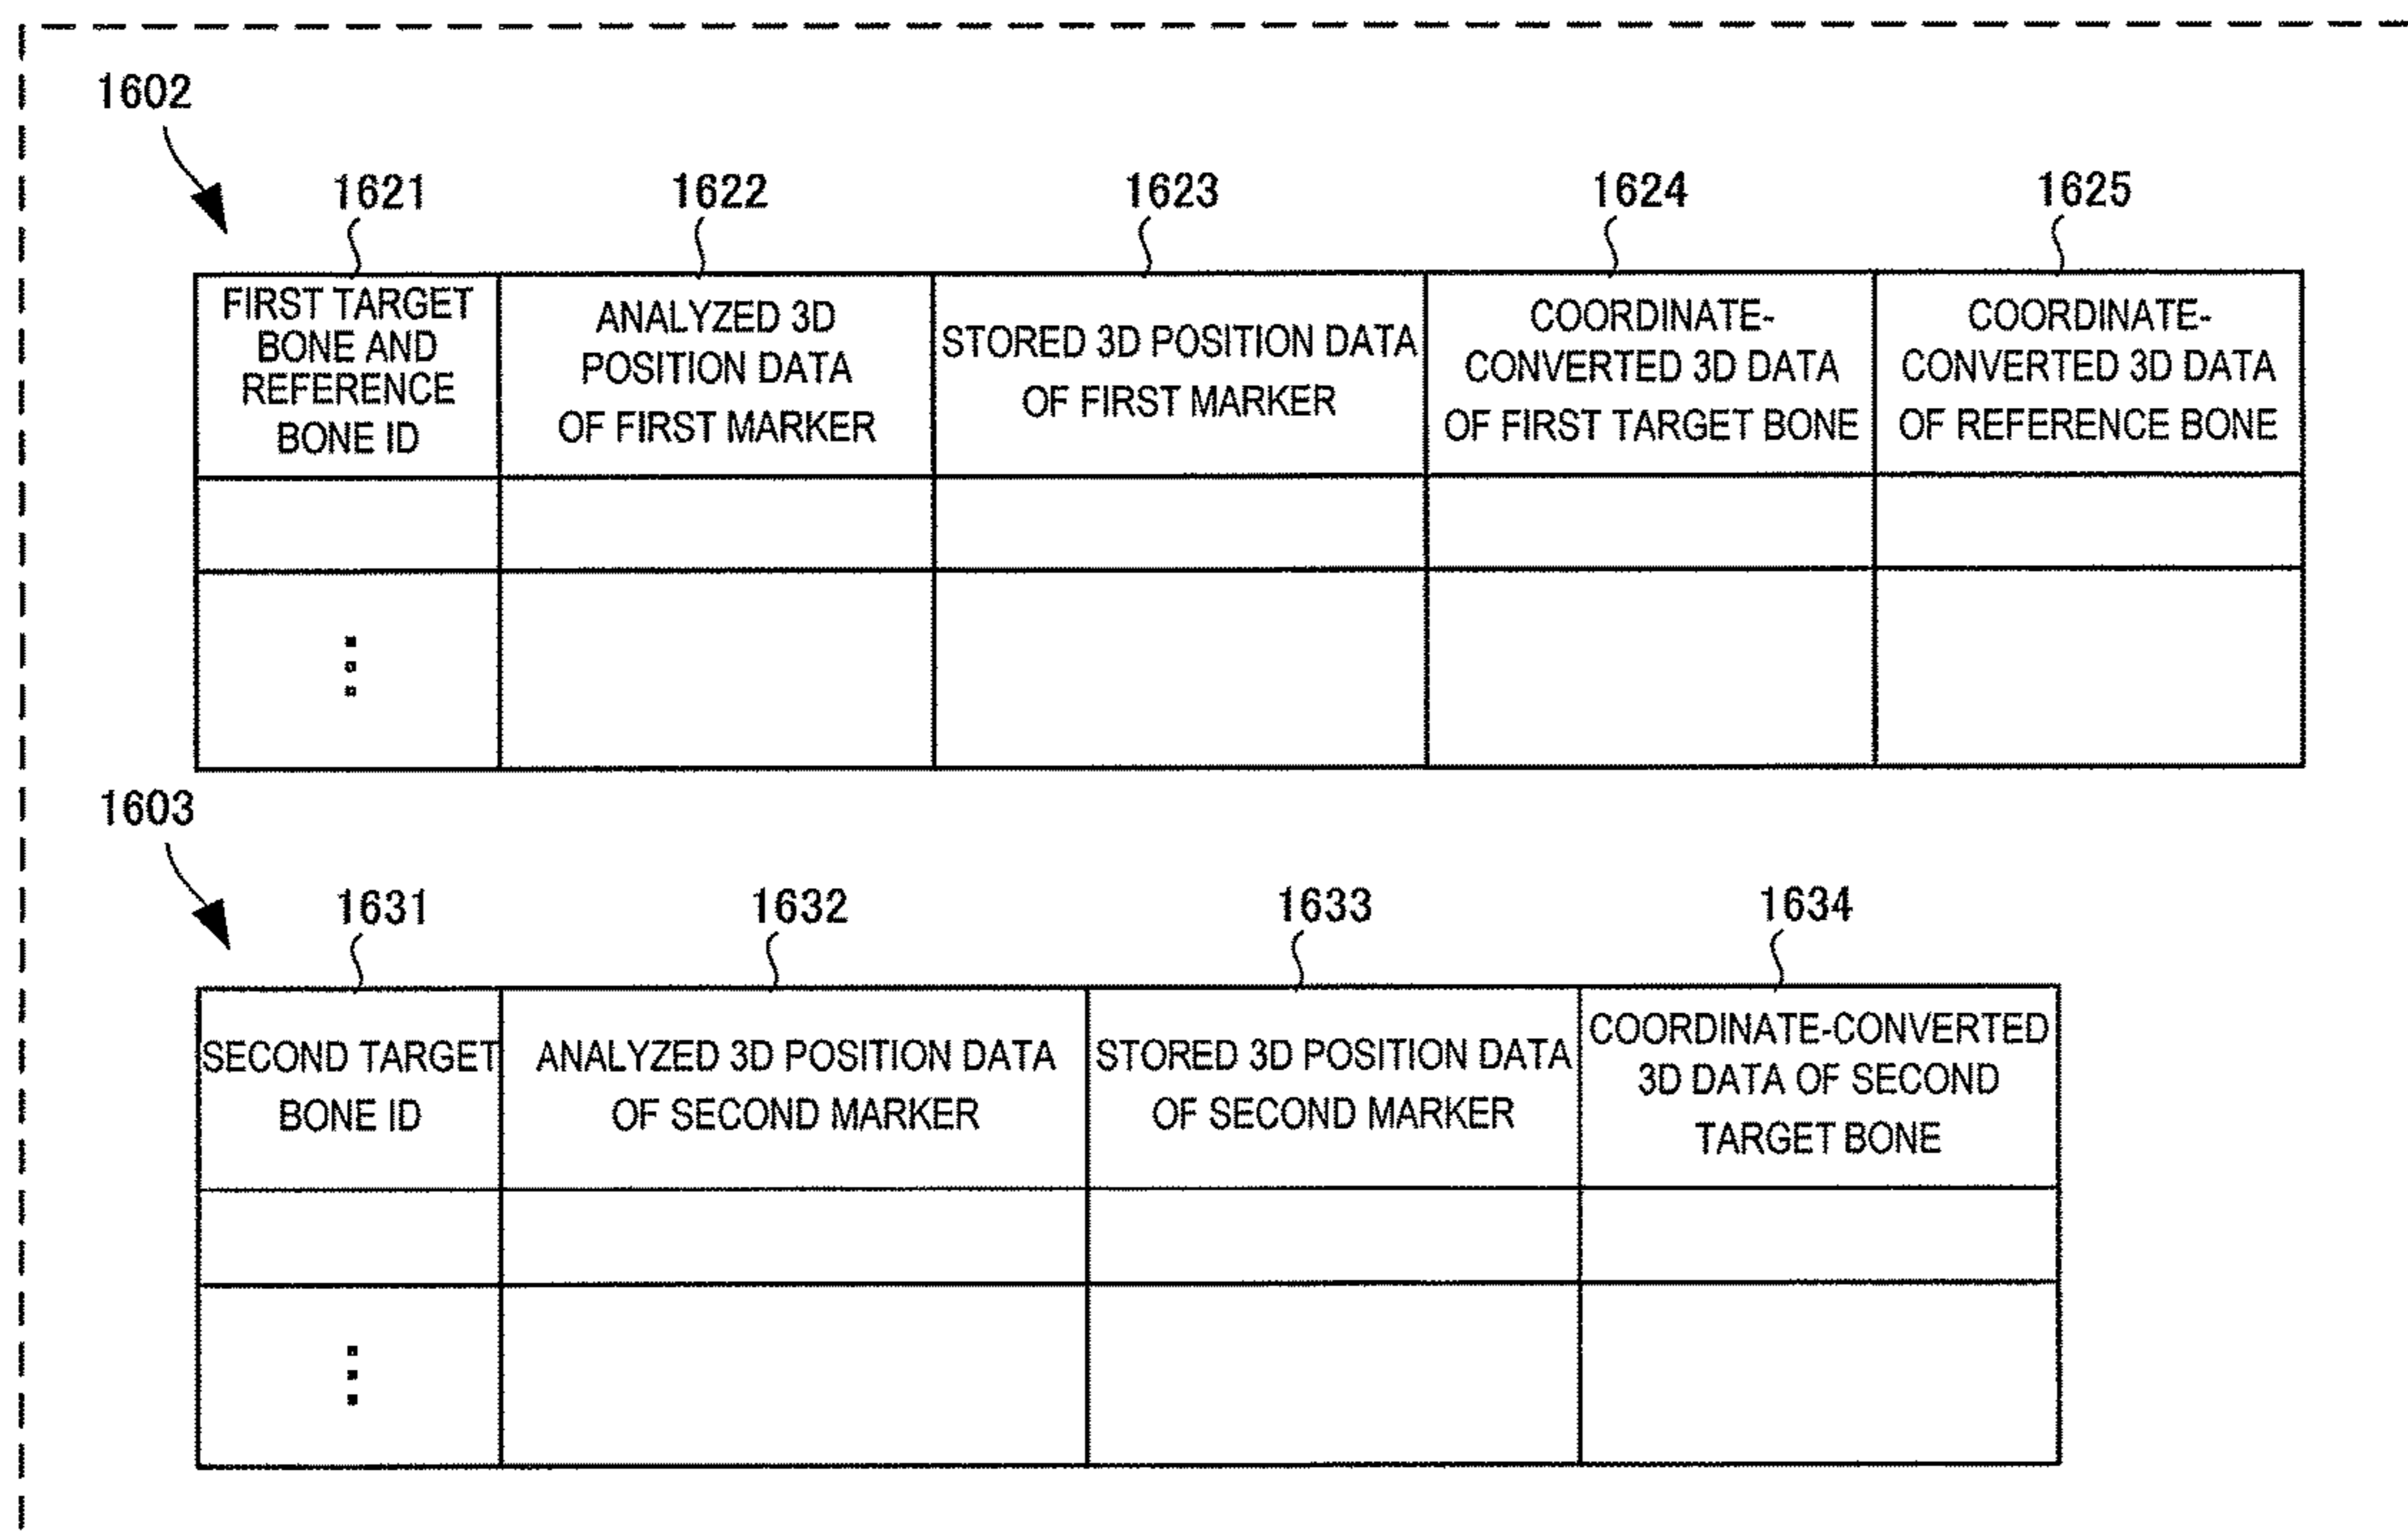 1602
1621
1622
1623
1624
1625
FIRST TARGET
BONE AND
REFERENCE
BONE ID
ANALYZED 3D
POSITION DATA
OF FIRST MARKER
STORED 3D POSITION DATA
OF FIRST MARKER
COORDINATE-
CONVERTED 3D DATA
OF FIRST TARGET BONE
COORDINATE-
CONVERTED 3D DATA
OF REFERENCE BONE
1603
1631
1632
1633
1634
SECOND TARGET
BONE ID
ANALYZED 3D POSITION DATA
OF SECOND MARKER
STORED 3D POSITION DATA
OF SECOND MARKER
COORDINATE-CONVERTED
3D DATA OF SECOND
TARGET BONE